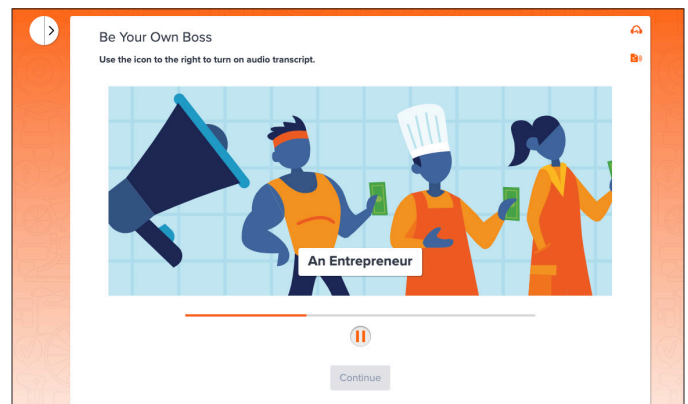 Be Your Own Boss
Use the icon to the right to turn on audio transcript.
An Entrepreneur
Continue